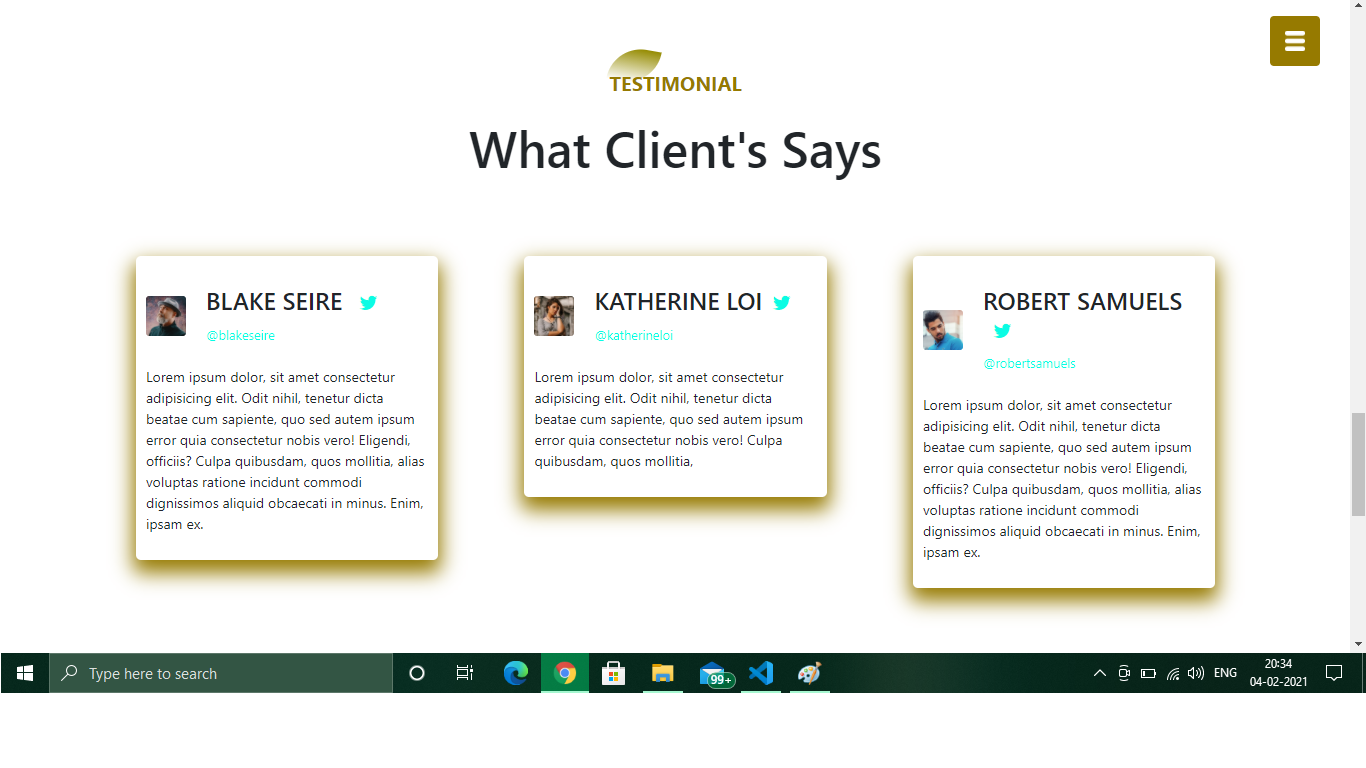 TESTIMONIAL
What Client's Says
BLAKE SEIRE
@blakeseire
Lorem ipsum dolor, sit amet consectetur
adipisicing elit. Odit nihil, tenetur dicta
beatae cum sapiente, quo sed autem ipsum
error quia consectetur nobis vero! Eligendi,
officiis? Culpa quibusdam, quos mollitia, alias
voluptas ratione incidunt commodi
dignissimos aliquid obcaecati in minus. Enim,
ipsam ex.
KATHERINE LOI
@katherineloi
Lorem ipsum dolor, sit amet consectetur
adipisicing elit. Odit nihil, tenetur dicta
beatae cum sapiente, quo sed autem ipsum
error quia consectetur nobis vero! Culpa
quibusdam, quos mollitia,
ROBERT SAMUELS
@robertsamuels
Lorem ipsum dolor, sit amet consectetur
adipisicing elit. Odit nihil, tenetur dicta
beatae cum sapiente, quo sed autem ipsum
error quia consectetur nobis vero! Eligendi,
officiis? Culpa quibusdam, quos mollitia, alias
voluptas ratione incidunt commodi
dignissimos aliquid obcaecati in minus. Enim,
ipsam ex.
Type here to search
99+
ENG
20:34
04-02-2021